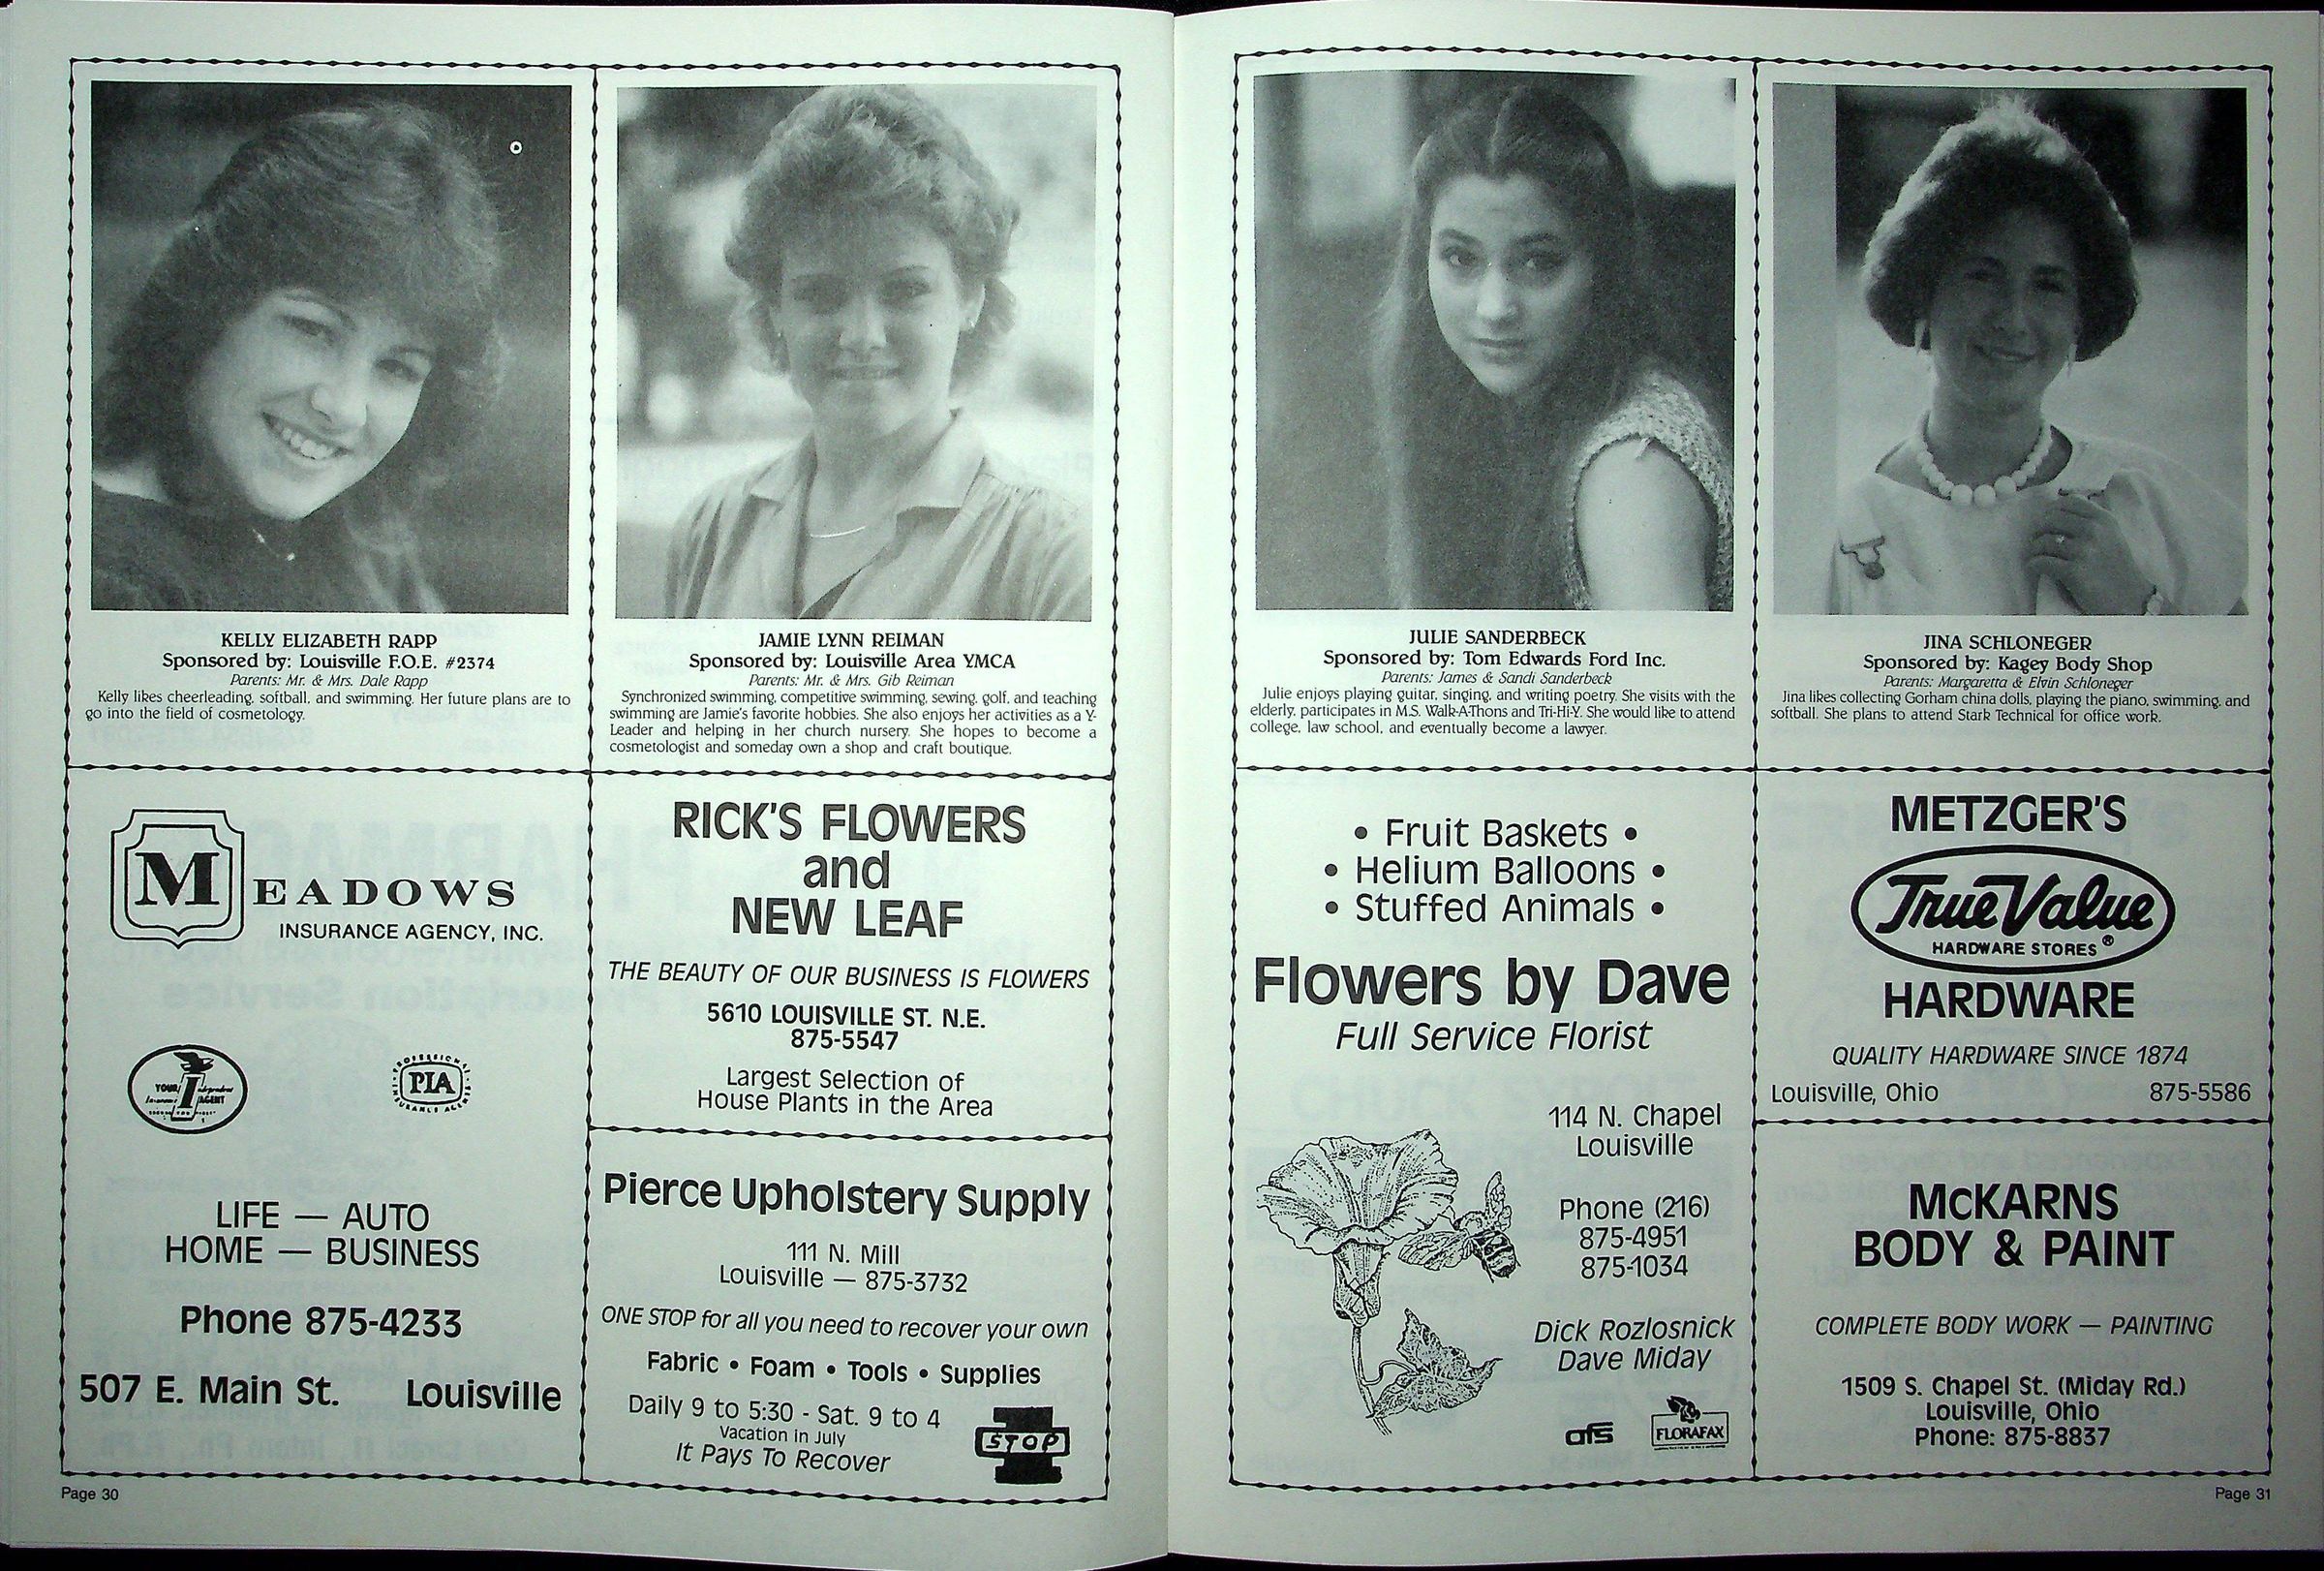 KELLY ELIZABETH RAPP
Sponsored by: Louisville F.O.E. #2374
Parents: Mr. & Mrs. Dale Rapp
Kelly likes cheerleading, softball, and swimming. Her future plans are to
go into the field of cosmetology.
JAMIE LYNN REIMAN
Sponsored by: Louisville Area YMCA
Parents: Mr. & Mrs. Gib Reiman
Synchronized swimming, competitive swimming, sewing, golf, and teaching
swimming are Jamie's favorite hobbies. She also enjoys her activities as a Y-
Leader and helping in her church nursery. She hopes to become a
cosmetologist and someday own a shop and craft boutique.
MEADOWS
INSURANCE AGENCY, INC.
YOUR Independent
Insurance AGENT
PROFESSIONAL
PIA
INSURANCE AGENTS
LIFE — AUTO
HOME — BUSINESS
Phone 875-4233
507 E. Main St. Louisville
RICK'S FLOWERS
and
NEW LEAF
THE BEAUTY OF OUR BUSINESS IS FLOWERS
5610 LOUISVILLE ST. N.E.
875-5547
Largest Selection of
House Plants in the Area
Pierce Upholstery Supply
111 N. Mill
Louisville — 875-3732
ONE STOP for all you need to recover your own
Fabric • Foam • Tools • Supplies
Daily 9 to 5:30 - Sat. 9 to 4
Vacation in July
It Pays To Recover
STOP
Page 30
JULIE SANDERBECK
Sponsored by: Tom Edwards Ford Inc.
Parents: James & Sandi Sanderbeck
Julie enjoys playing guitar, singing, and writing poetry. She visits with the
elderly, participates in M.S. Walk-A-Thons and Tri-Hi-Y. She would like to attend
college, law school, and eventually become a lawyer.
JINA SCHLONEGER
Sponsored by: Kagey Body Shop
Parents: Margaretta & Elvin Schloneger
Jina likes collecting Gorham china dolls, playing the piano, swimming, and
softball. She plans to attend Stark Technical for office work.
• Fruit Baskets •
• Helium Balloons •
• Stuffed Animals •
Flowers by Dave
Full Service Florist
114 N. Chapel
Louisville
Phone (216)
875-4951
875-1034
Dick Rozlosnick
Dave Miday
afs
FLORAFAX
METZGER'S
True Value
HARDWARE STORES®
HARDWARE
QUALITY HARDWARE SINCE 1874
Louisville, Ohio 875-5586
McKARNS
BODY & PAINT
COMPLETE BODY WORK — PAINTING
1509 S. Chapel St. (Miday Rd.)
Louisville, Ohio
Phone: 875-8837
Page 31